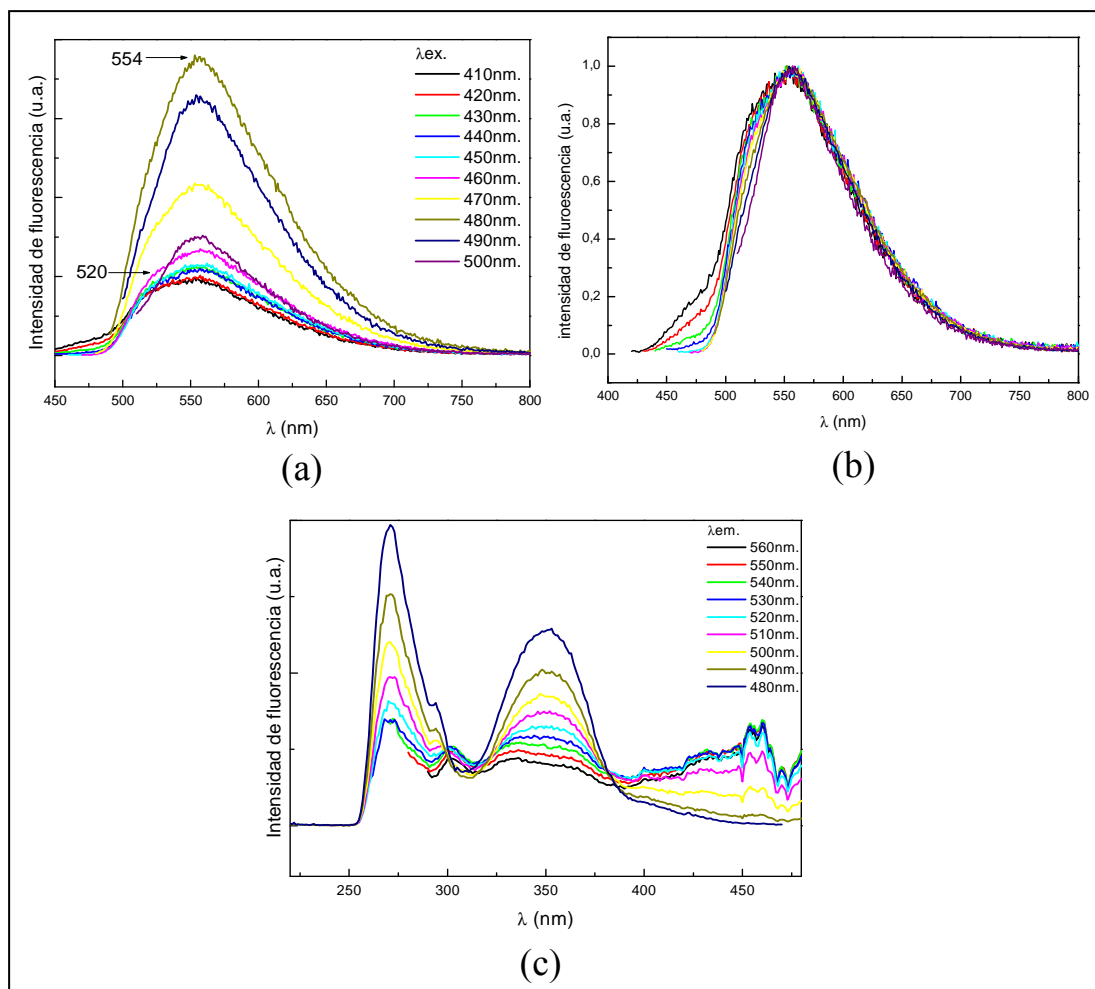 Intensidad de fluorescencia (u.a.)
554
520
λex.
410nm.
420nm.
430nm.
440nm.
450nm.
460nm.
470nm.
480nm.
490nm.
500nm.
450 500 550 600 650 700 750 800
λ (nm)
(a)
intensidad de fluroescencia (u.a.)
1,0
0,8
0,6
0,4
0,2
0,0
400 450 500 550 600 650 700 750 800
λ (nm)
(b)
Intensidad de fluorescencia (u.a.)
λem.
560nm.
550nm.
540nm.
530nm.
520nm.
510nm.
500nm.
490nm.
480nm.
250 300 350 400 450
λ (nm)
(c)